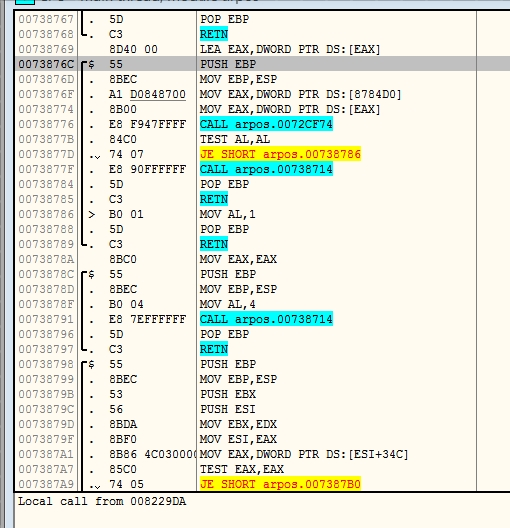 00738767 . 5D POP EBP
00738768 . C3 RETN
00738769 8D40 00 LEA EAX,DWORD PTR DS:[EAX]
0073876C $ 55 PUSH EBP
0073876D . 8BEC MOV EBP,ESP
0073876F . A1 D0848700 MOV EAX,DWORD PTR DS:[8784D0]
00738774 . 8B00 MOV EAX,DWORD PTR DS:[EAX]
00738776 . E8 F947FFFF CALL arpos.0072CF74
0073877B . 84C0 TEST AL,AL
0073877D . 74 07 JE SHORT arpos.00738786
0073877F . E8 90FFFFFF CALL arpos.00738714
00738784 . 5D POP EBP
00738785 . C3 RETN
00738786 > B0 01 MOV AL,1
00738788 . 5D POP EBP
00738789 . C3 RETN
0073878A 8BC0 MOV EAX,EAX
0073878C $ 55 PUSH EBP
0073878D . 8BEC MOV EBP,ESP
0073878F . B0 04 MOV AL,4
00738791 . E8 7EFFFFFF CALL arpos.00738714
00738796 . 5D POP EBP
00738797 . C3 RETN
00738798 $ 55 PUSH EBP
00738799 . 8BEC MOV EBP,ESP
0073879B . 53 PUSH EBX
0073879C . 56 PUSH ESI
0073879D . 8BDA MOV EBX,EDX
0073879F . 8BF0 MOV ESI,EAX
007387A1 . 8B86 4C03000 MOV EAX,DWORD PTR DS:[ESI+34C]
007387A7 . 85C0 TEST EAX,EAX
007387A9 . 74 05 JE SHORT arpos.007387B0
Local call from 008229DA